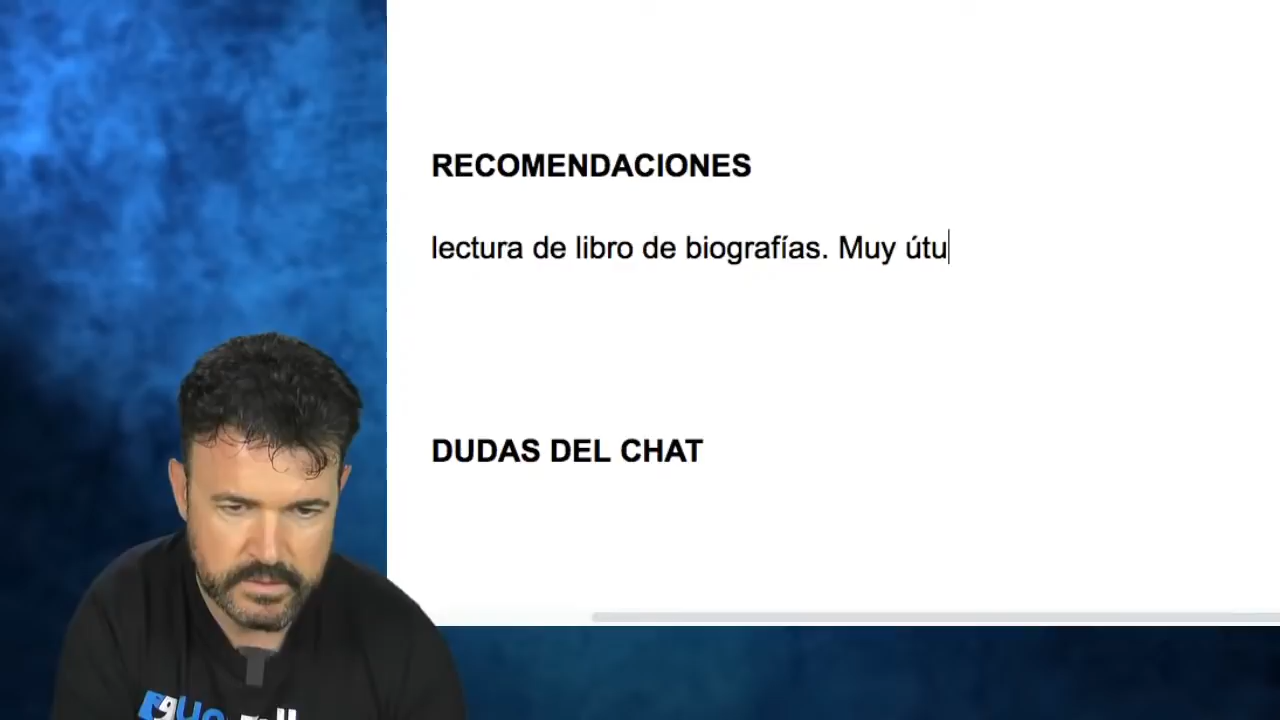 RECOMENDACIONES
lectura de libro de biografías. Muy útu
DUDAS DEL CHAT